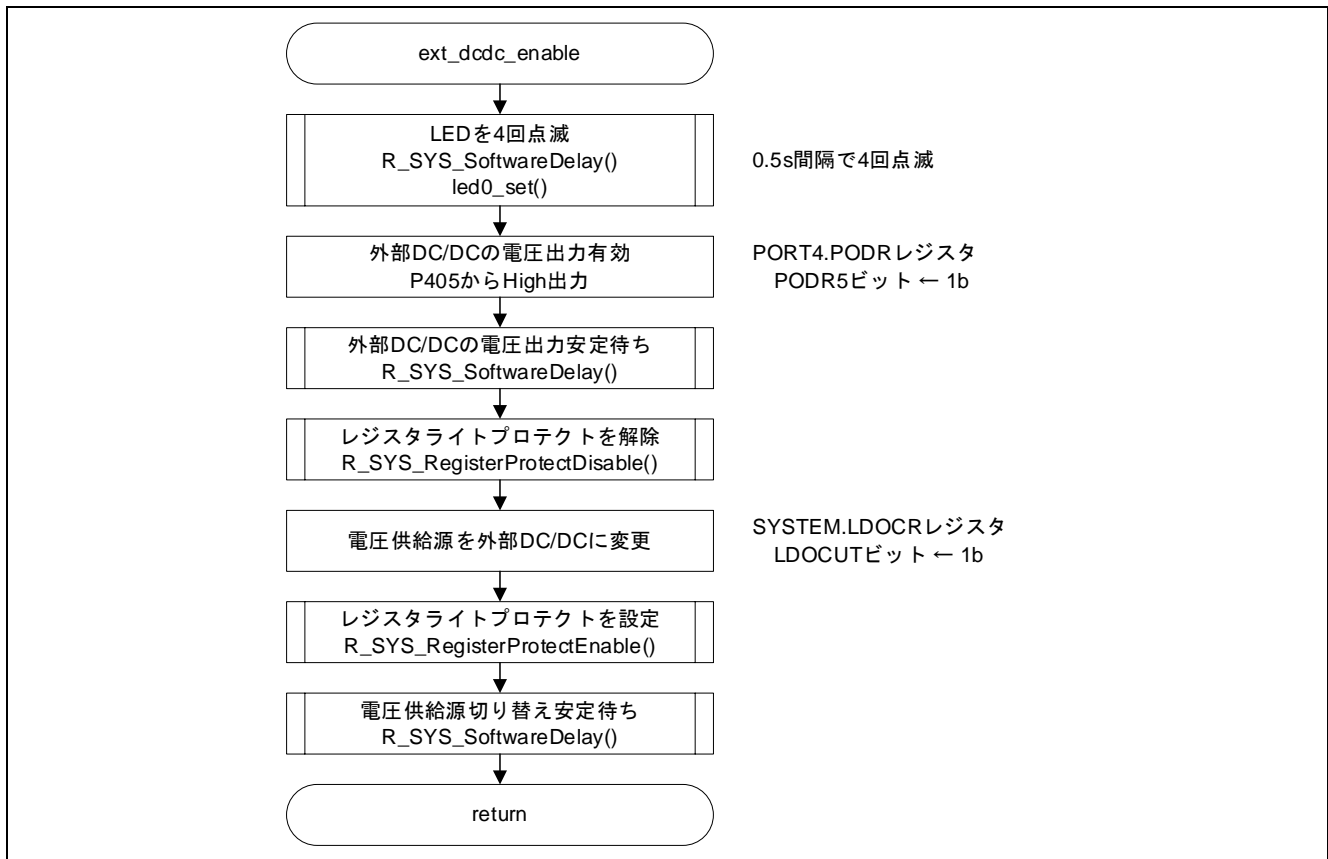 ext_dcdc_enable
LEDを4回点滅
R_SYS_SoftwareDelay()
led0_set()
0.5s間隔で4回点滅
外部DC/DCの電圧出力有効
P405からHigh出力
PORT4.PODRレジスタ
PODR5ビット ← 1b
外部DC/DCの電圧出力安定待ち
R_SYS_SoftwareDelay()
レジスタライトプロテクトを解除
R_SYS_RegisterProtectDisable()
電圧供給源を外部DC/DCに変更
SYSTEM.LDOCRレジスタ
LDOCUTビット ← 1b
レジスタライトプロテクトを設定
R_SYS_RegisterProtectEnable()
電圧供給源切り替え安定待ち
R_SYS_SoftwareDelay()
return